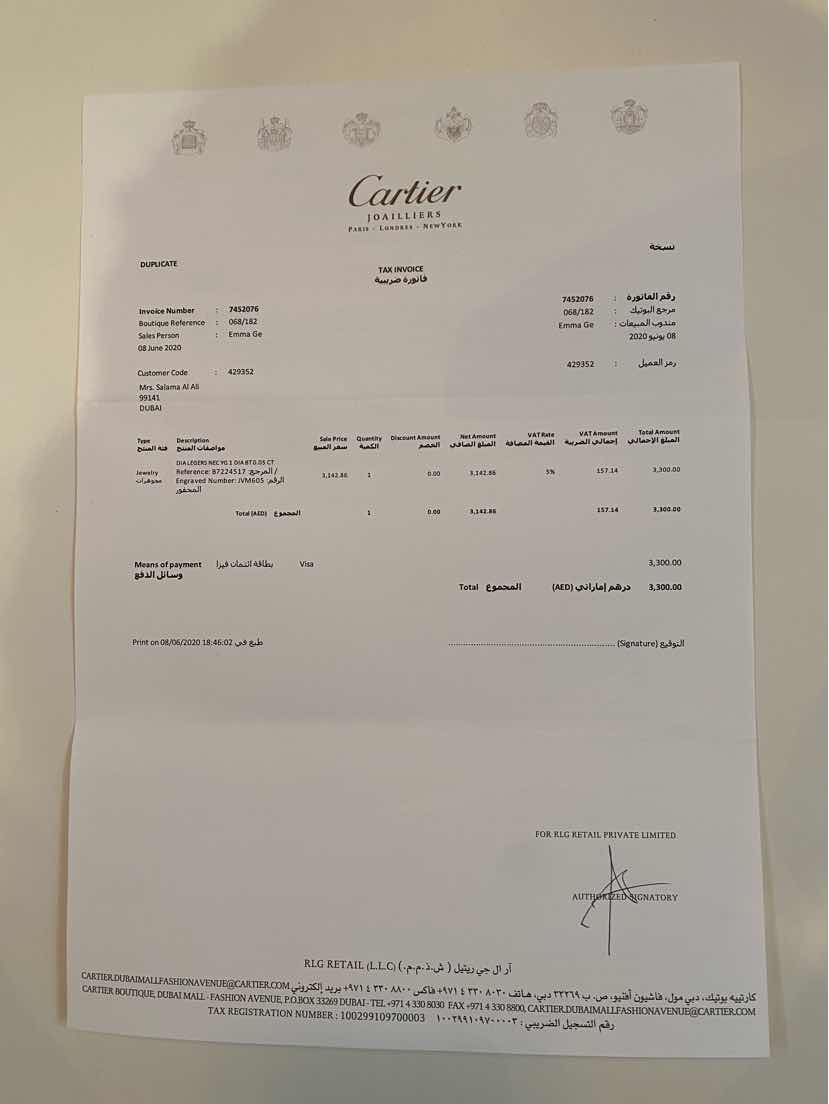 Cartier
JOAILLIERS
PARIS - LONDRES - NEWYORK
نسخة
DUPLICATE
TAX INVOICE
فاتورة ضريبية
Invoice Number : 7452076
Boutique Reference : 068/182
Sales Person : Emma Ge
08 June 2020
رقم الفاتورة : 7452076
مرجع البوتيك : 068/182
مندوب المبيعات : Emma Ge
08 يونيو 2020
Customer Code : 429352
رمز العميل : 429352
Mrs. Salama Al Ali
99141
DUBAI
Type Description Sale Price Quantity Discount Amount Net Amount VAT Rate VAT Amount Total Amount
فئة المنتج مواصفات المنتج سعر المبيع الكمية الخصم المبلغ الصافي القيمة المضافة إجمالي الضريبة المبلغ الإجمالي
DIA LEGERS NEC YG 1 DIA BT0.05 CT
Jewelry Reference: B7224517 المرجع: / 3,142.86 1 0.00 3,142.86 5% 157.14 3,300.00
مجوهرات Engraved Number: JVM605 الرقم:
المحفور
Total (AED) المجموع 1 0.00 3,142.86 157.14 3,300.00
Means of payment بطاقة ائتمان فيزا Visa 3,300.00
وسائل الدفع
Total المجموع (AED) درهم إماراتي 3,300.00
Print on 08/06/2020 18:46:02 طبع في
التوقيع (Signature)
FOR RLG RETAIL PRIVATE LIMITED
AUTHORIZED SIGNATORY
RLG RETAIL (L.L.C) آر ال جي ريتيل ( ش.ذ.م.م.)
كارتييه بوتيك، دبي مول، فاشيون أڤنيو، ص. ب ٣٣٢٦٩ دبي، هاتف ٨٠٣٠ ٣٣٠ ٤ ٩٧١+ فاكس ٨٨٠٠ ٣٣٠ ٤ ٩٧١+ بريد إلكتروني CARTIER.DUBAIMALLFASHIONAVENUE@CARTIER.COM
CARTIER BOUTIQUE, DUBAI MALL - FASHION AVENUE, P.O.BOX 33269 DUBAI - TEL +971 4 330 8030 FAX +971 4 330 8800, CARTIER.DUBAIMALLFASHIONAVENUE@CARTIER.COM
TAX REGISTRATION NUMBER : 100299109700003 رقم التسجيل الضريبي : ١٠٠٢٩٩١٠٩٧٠٠٠٠٣